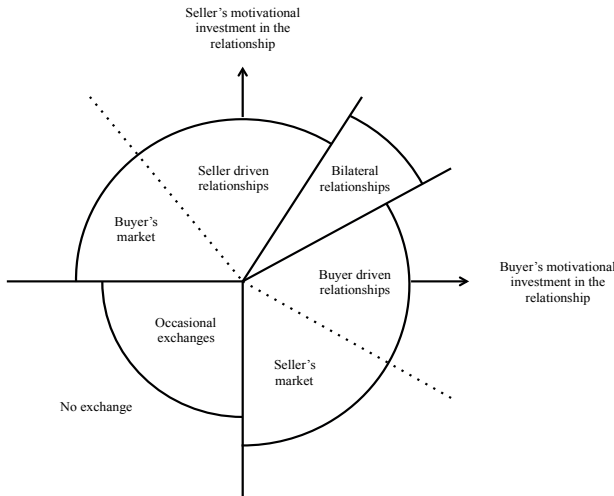 Seller’s motivational
investment in the
relationship
Seller driven
relationships
Bilateral
relationships
Buyer’s
market
Buyer driven
relationships
Buyer’s motivational
investment in the
relationship
Occasional
exchanges
Seller’s
market
No exchange